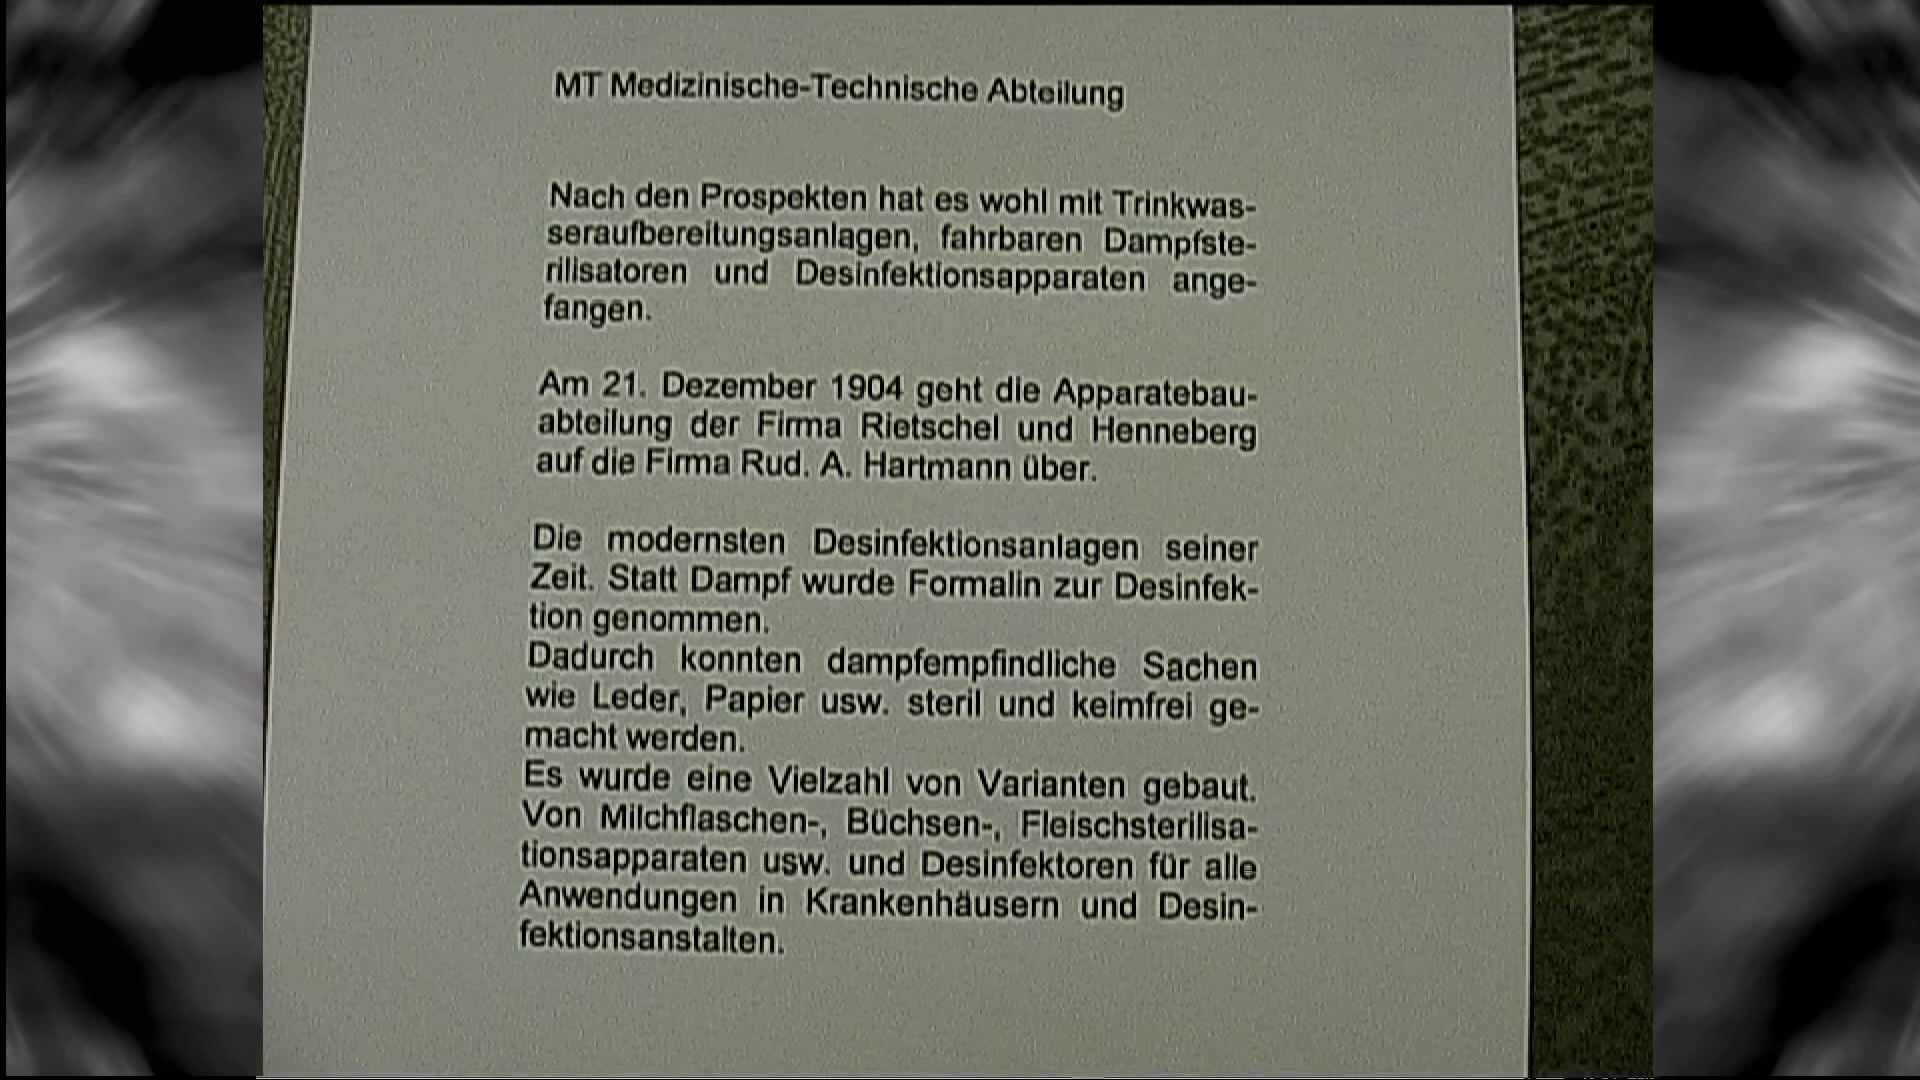 MT Medizinische-Technische Abteilung
Nach den Prospekten hat es wohl mit Trinkwas-
seraufbereitungsanlagen, fahrbaren Dampfste-
rilisatoren und Desinfektionsapparaten ange-
fangen.
Am 21. Dezember 1904 geht die Apparatebau-
abteilung der Firma Rietschel und Henneberg
auf die Firma Rud. A. Hartmann über.
Die modernsten Desinfektionsanlagen seiner
Zeit. Statt Dampf wurde Formalin zur Desinfek-
tion genommen.
Dadurch konnten dampfempfindliche Sachen
wie Leder, Papier usw. steril und keimfrei ge-
macht werden.
Es wurde eine Vielzahl von Varianten gebaut.
Von Milchflaschen-, Büchsen-, Fleischsterilisa-
tionsapparaten usw. und Desinfektoren für alle
Anwendungen in Krankenhäusern und Desin-
fektionsanstalten.